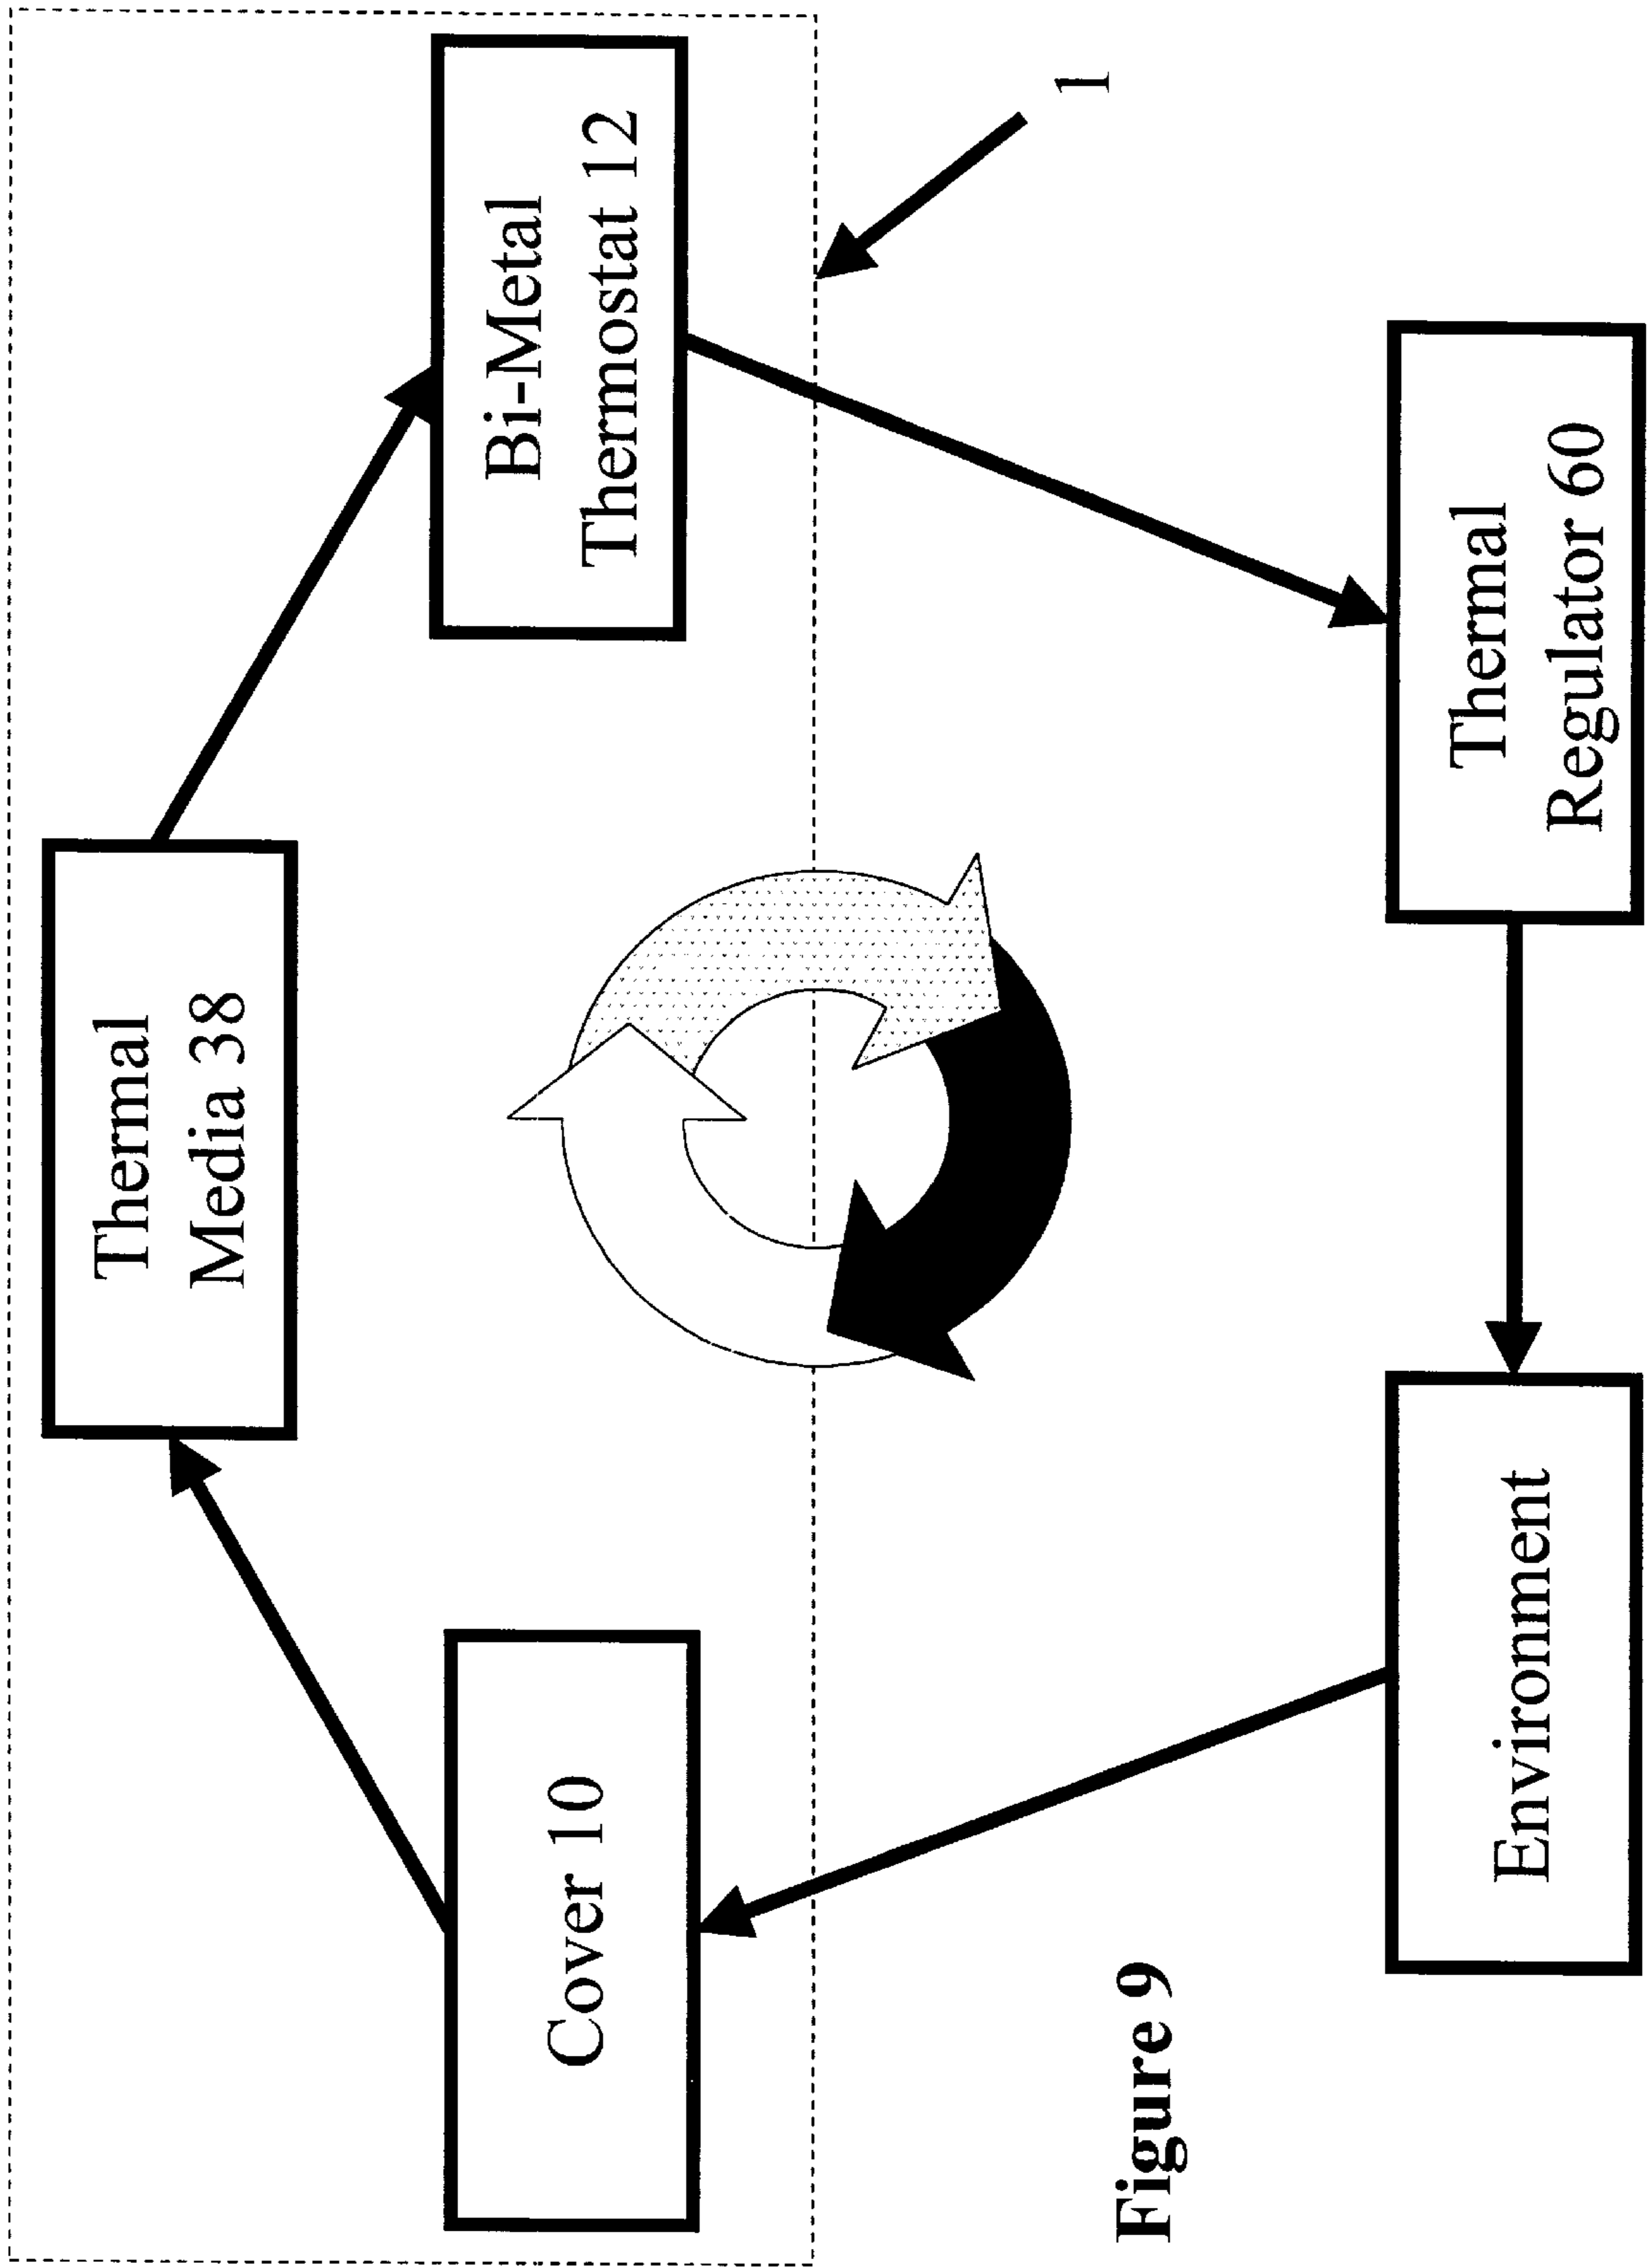 Thermal
Media 38
Cover 10
Bi-Metal
Thermostat 12
1
Environment
Thermal
Regulator 60
Figure 9